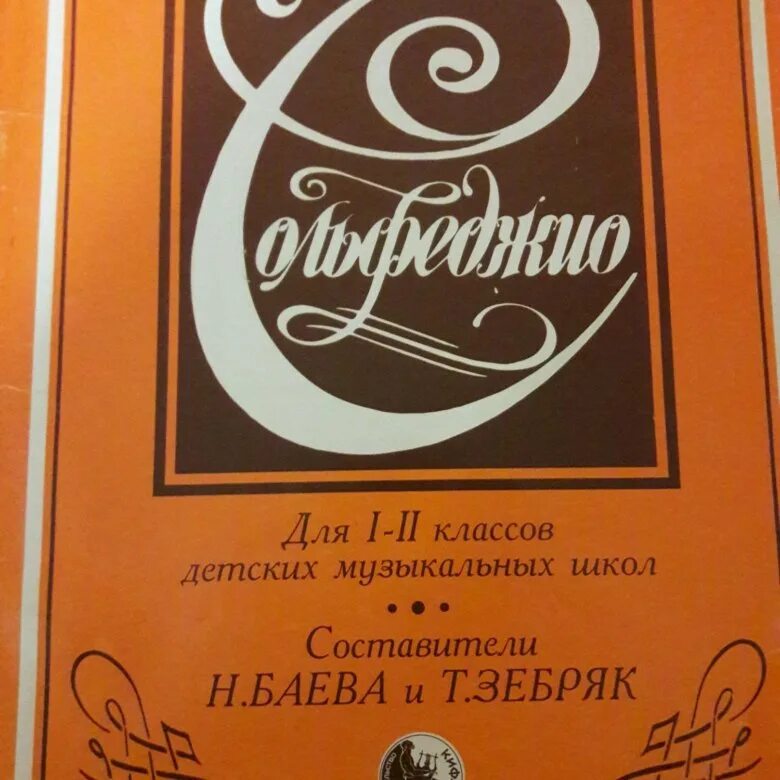 Сольфеджио
Для I-II классов
детских музыкальных школ
Составители
Н.БАЕВА и Т.ЗЕБРЯК